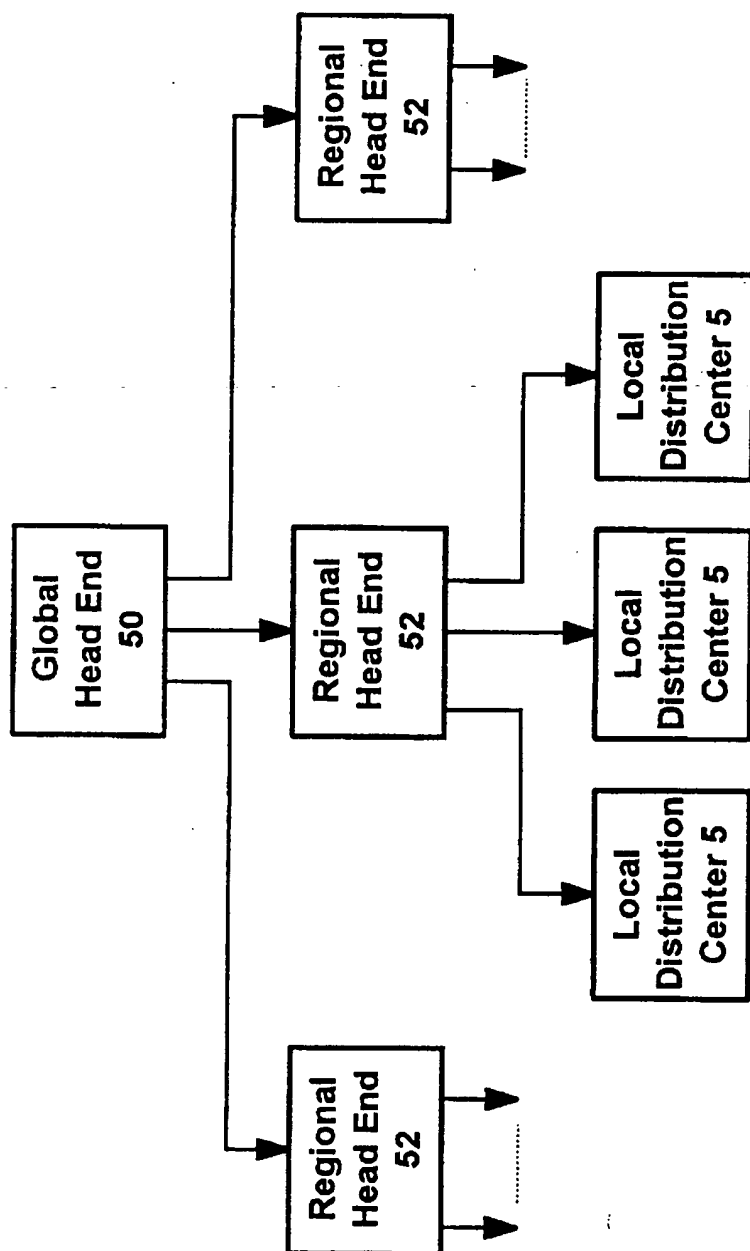 Global
Head End
50
Regional
Head End
52
Regional
Head End
52
Regional
Head End
52
Local
Distribution
Center 5
Local
Distribution
Center 5
Local
Distribution
Center 5